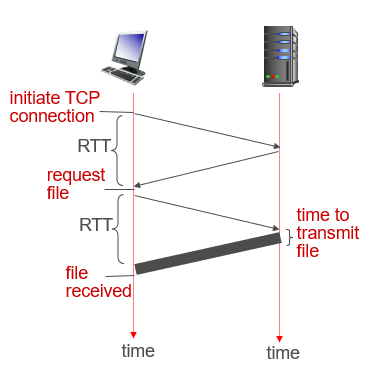 initiate TCP
connection
RTT
request
file
RTT
time to
transmit
file
file
received
time
time